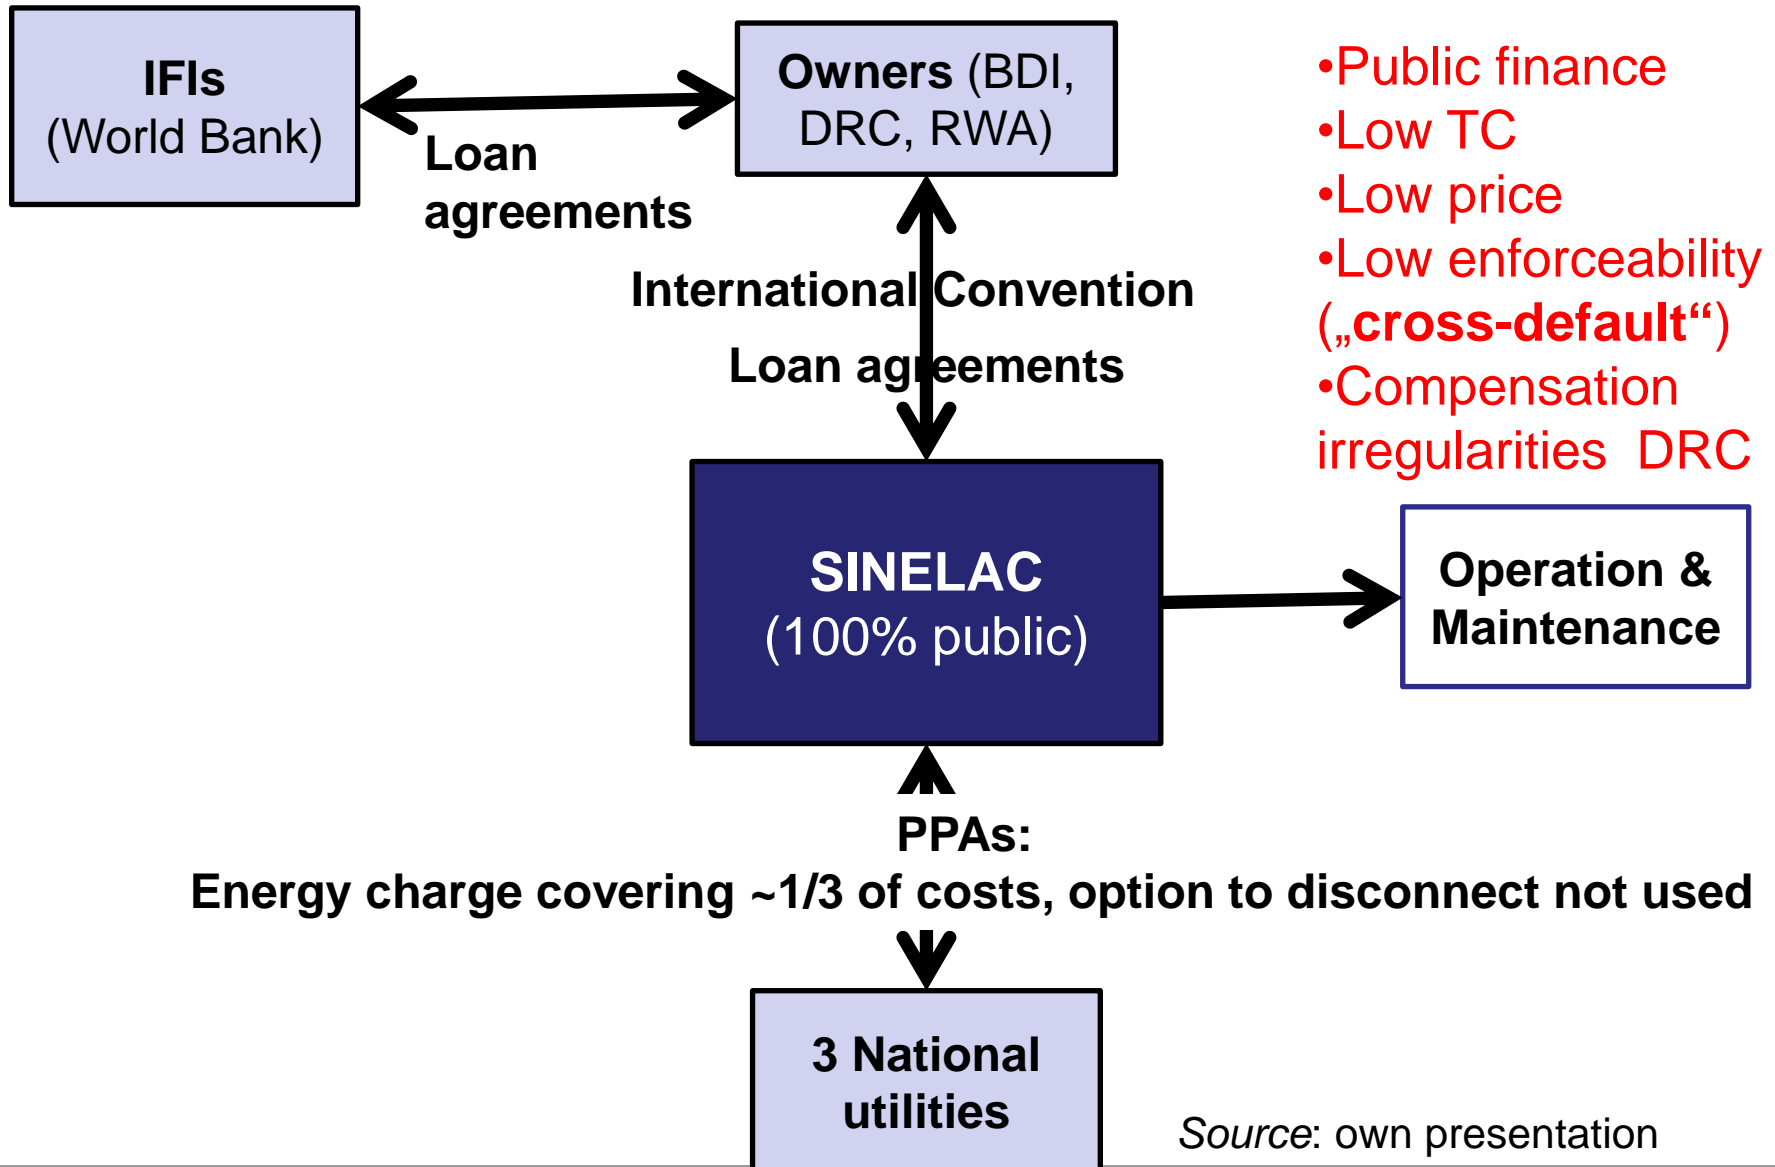 IFIs
(World Bank)
Loan
agreements
Owners (BDI,
DRC, RWA)
•Public finance
•Low TC
•Low price
•Low enforceability
(„cross-default“)
•Compensation
irregularities  DRC
International Convention
Loan agreements
SINELAC
(100% public)
Operation &
Maintenance
PPAs:
Energy charge covering ~1/3 of costs, option to disconnect not used
3 National
utilities
Source: own presentation